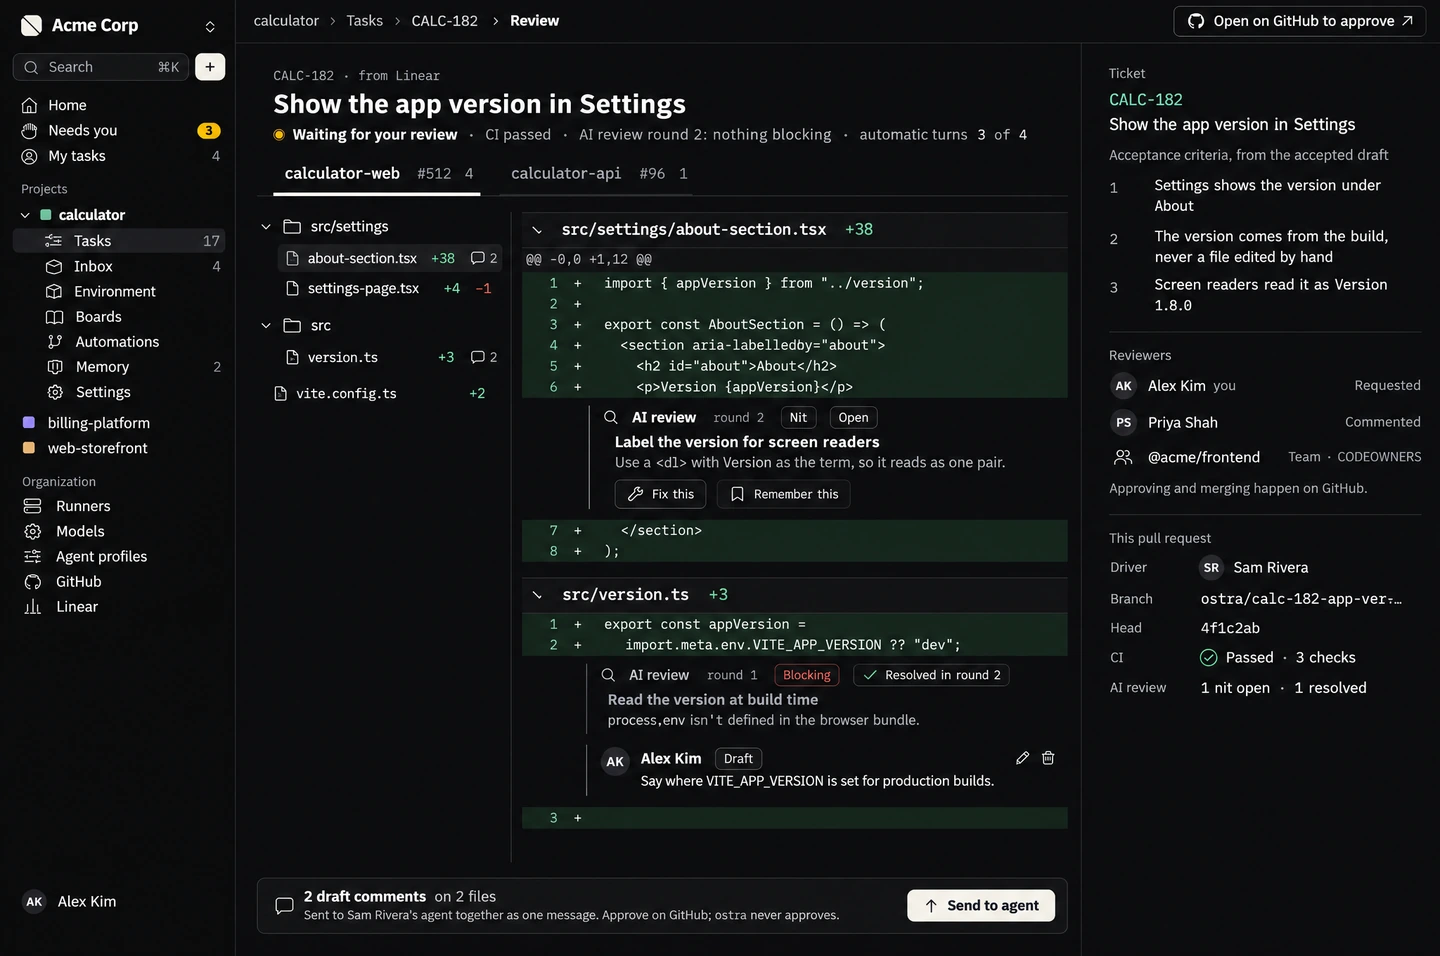 Acme Corp
Search ⌘K +
Home
Needs you 3
My tasks 4
Projects
calculator
Tasks 17
Inbox 4
Environment
Boards
Automations
Memory 2
Settings
billing-platform
web-storefront
Organization
Runners
Models
Agent profiles
GitHub
Linear
AK Alex Kim
calculator > Tasks > CALC-182 > Review
Open on GitHub to approve ↗
CALC-182 · from Linear
Show the app version in Settings
Waiting for your review · CI passed · AI review round 2: nothing blocking · automatic turns 3 of 4
calculator-web #512 4 calculator-api #96 1
src/settings
about-section.tsx +38 2
settings-page.tsx +4 −1
src
version.ts +3 2
vite.config.ts +2
src/settings/about-section.tsx +38
@@ -0,0 +1,12 @@
1 + import { appVersion } from "../version";
2 +
3 + export const AboutSection = () => (
4 + <section aria-labelledby="about">
5 + <h2 id="about">About</h2>
6 + <p>Version {appVersion}</p>
AI review round 2 Nit Open
Label the version for screen readers
Use a <dl> with Version as the term, so it reads as one pair.
Fix this Remember this
7 + </section>
8 + );
src/version.ts +3
1 + export const appVersion =
2 + import.meta.env.VITE_APP_VERSION ?? "dev";
AI review round 1 Blocking Resolved in round 2
Read the version at build time
process,env isn't defined in the browser bundle.
AK Alex Kim Draft
Say where VITE_APP_VERSION is set for production builds.
3 +
2 draft comments on 2 files
Sent to Sam Rivera's agent together as one message. Approve on GitHub; ostra never approves.
↑ Send to agent
Ticket
CALC-182
Show the app version in Settings
Acceptance criteria, from the accepted draft
1 Settings shows the version under
About
2 The version comes from the build,
never a file edited by hand
3 Screen readers read it as Version
1.8.0
Reviewers
AK Alex Kim you Requested
PS Priya Shah Commented
@acme/frontend Team · CODEOWNERS
Approving and merging happen on GitHub.
This pull request
Driver SR Sam Rivera
Branch ostra/calc-182-app-ver-…
Head 4f1c2ab
CI Passed · 3 checks
AI review 1 nit open · 1 resolved